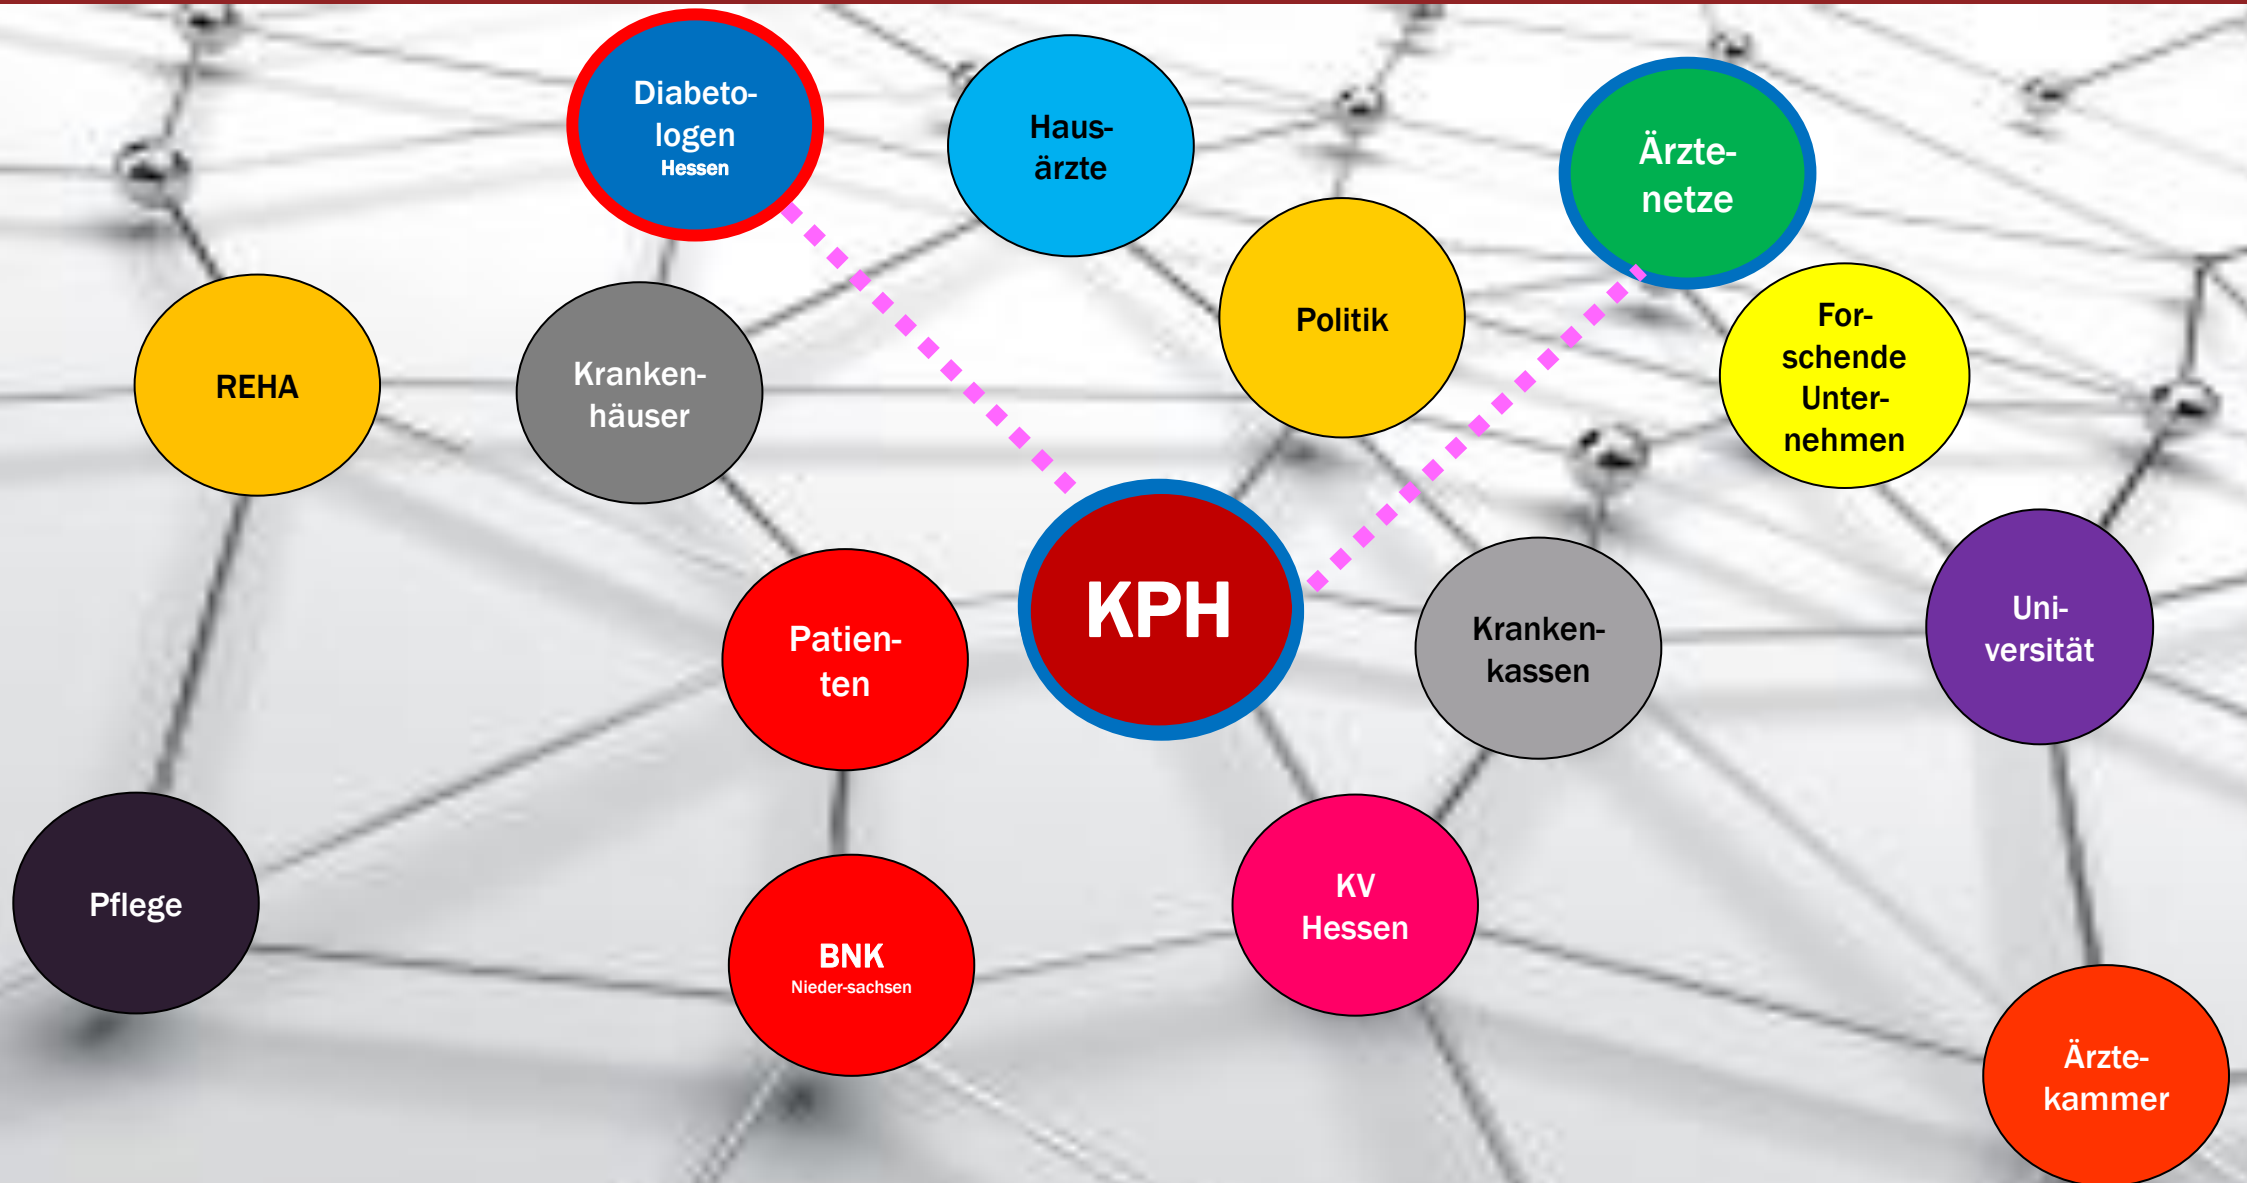 Diabeto-
logen
Hessen
Haus-
ärzte
Ärzte-
netze
Politik
For-
schende
Unter-
nehmen
REHA
Kranken-
häuser
KPH
Patien-
ten
Kranken-
kassen
Uni-
versität
Pflege
BNK
Nieder-sachsen
KV
Hessen
Ärzte-
kammer